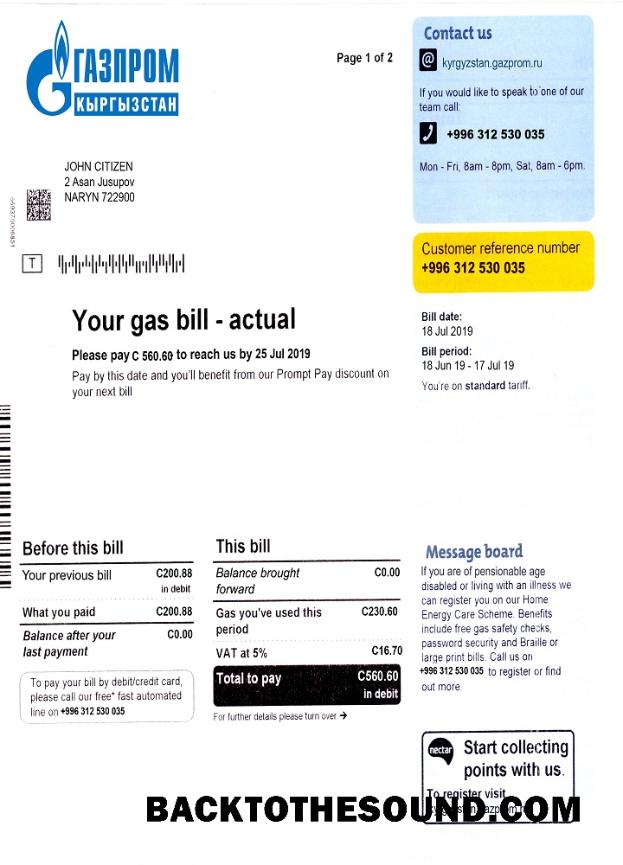 ГАЗПРОМ
КЫРГЫЗСТАН
Page 1 of 2
Contact us
@ kyrgyzstan.gazprom.ru
If you would like to speak to one of our
team call:
+996 312 530 035
Mon - Fri, 8am - 8pm, Sat, 8am - 6pm.
JOHN CITIZEN
2 Asan Jusupov
NARYN 722900
T
Customer reference number
+996 312 530 035
Your gas bill - actual
Please pay C 560.60 to reach us by 25 Jul 2019
Pay by this date and you'll benefit from our Prompt Pay discount on
your next bill
Bill date:
18 Jul 2019
Bill period:
18 Jun 19 - 17 Jul 19
You're on standard tariff.
Before this bill
Your previous bill C200.88
in debit
What you paid C200.88
Balance after your C0.00
last payment
To pay your bill by debit/credit card,
please call our free* fast automated
line on +996 312 530 035
This bill
Balance brought C0.00
forward
Gas you've used this C230.60
period
VAT at 5% C16.70
Total to pay C560.60
in debit
For further details please turn over →
Message board
If you are of pensionable age
disabled or living with an illness we
can register you on our Home
Energy Care Scheme. Benefits
include free gas safety checks,
password security and Braille or
large print bills. Call us on
+996 312 530 035 to register or find
out more.
nectar
Start collecting
points with us.
To register visit
BACKTOTHESOUND.COM